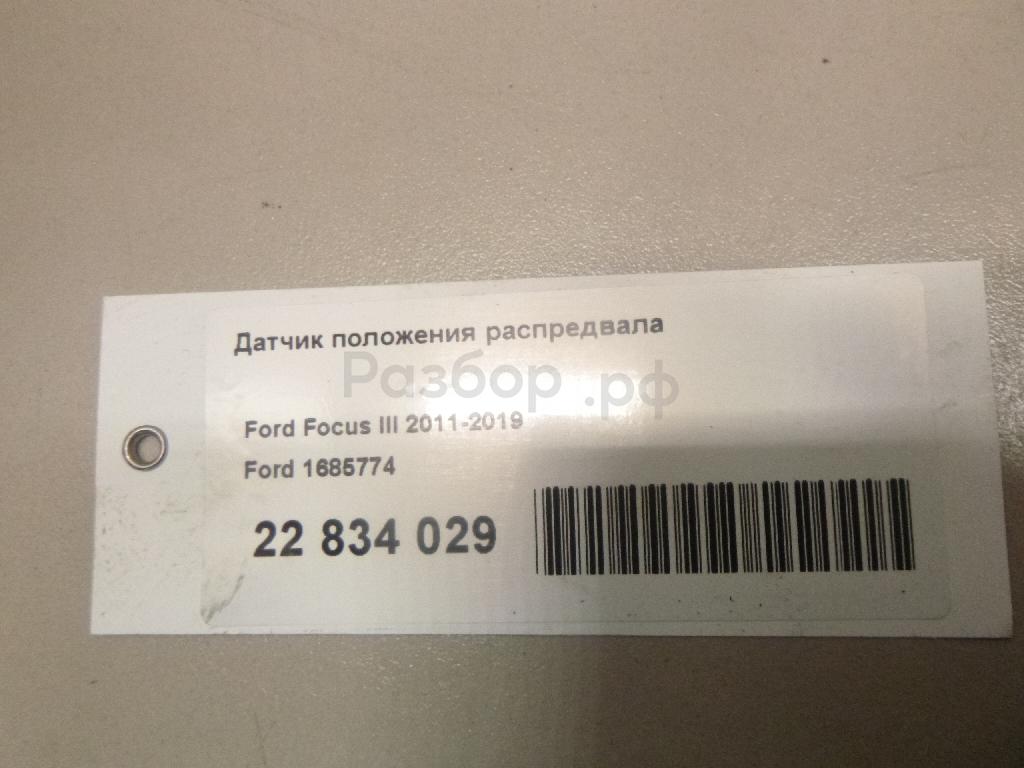 Датчик положения распредвала
Разбор.рф
Ford Focus III 2011-2019
Ford 1685774
22 834 029